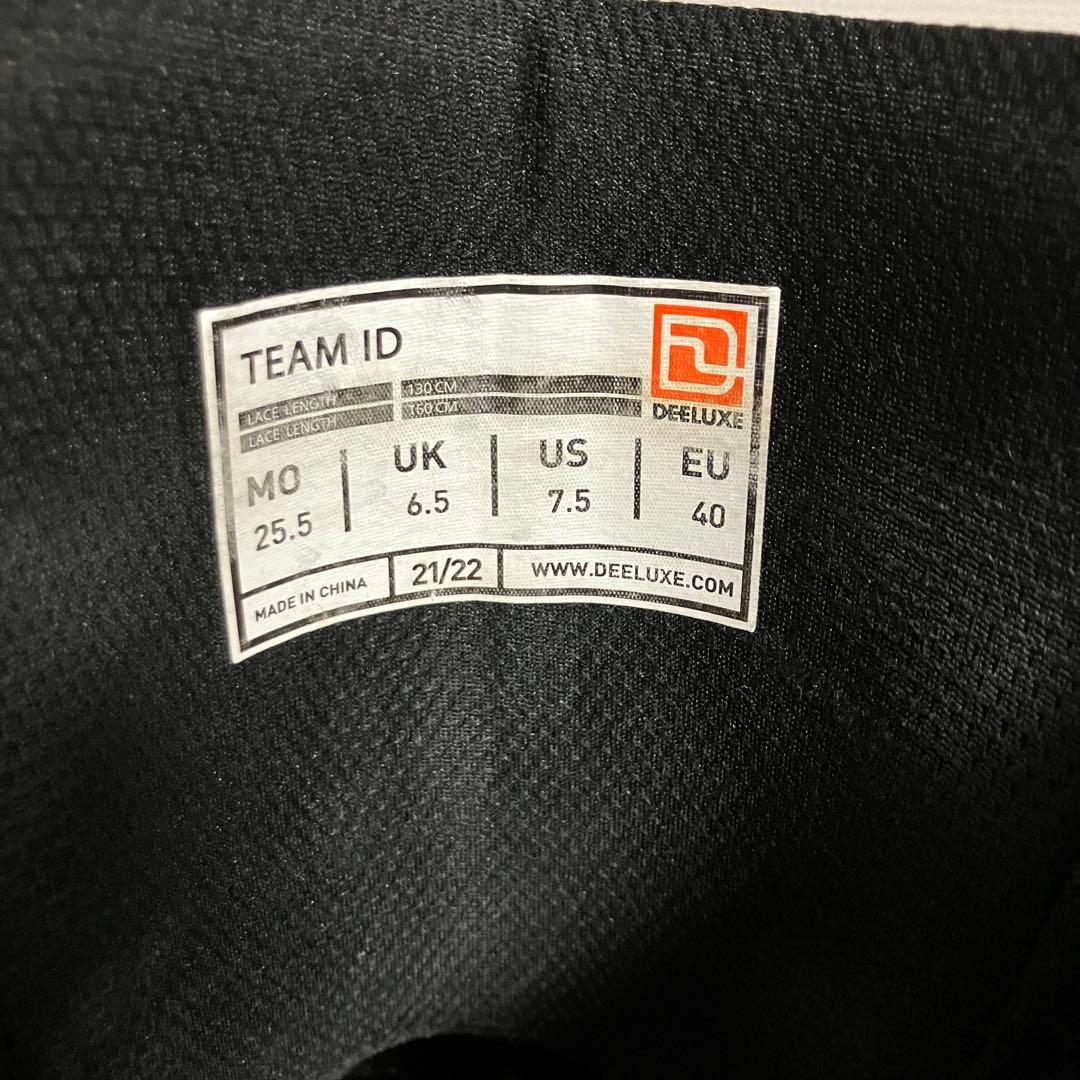 TEAM ID
LACE LENGTH 130 CM
LACE LENGTH 160 CM
DEELUXE
MO UK US EU
25.5 6.5 7.5 40
MADE IN CHINA 21/22 WWW.DEELUXE.COM